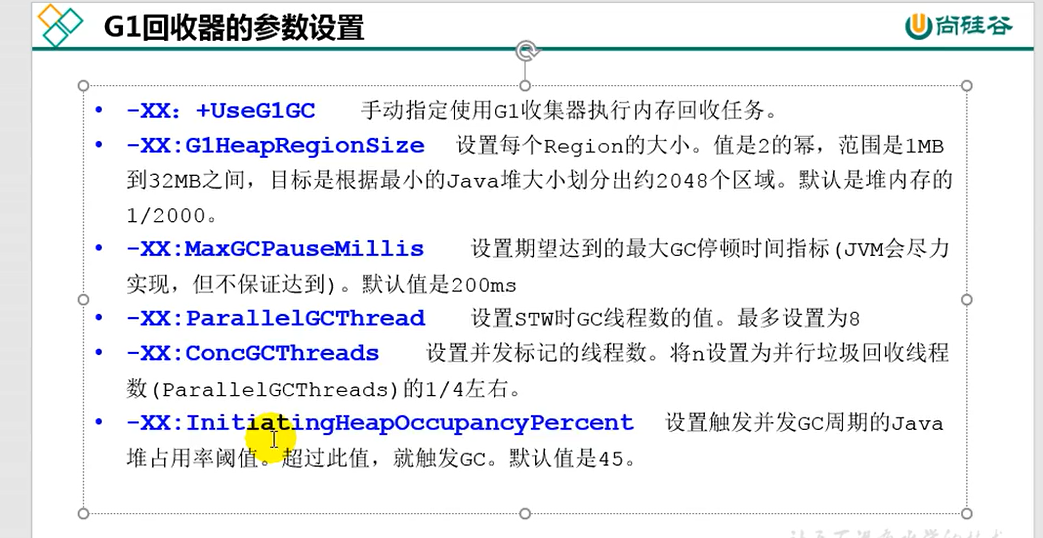 G1回收器的参数设置
尚硅谷
• -XX: +UseG1GC 手动指定使用G1收集器执行内存回收任务。
• -XX:G1HeapRegionSize 设置每个Region的大小。值是2的幂，范围是1MB
到32MB之间，目标是根据最小的Java堆大小划分出约2048个区域。默认是堆内存的
1/2000。
• -XX:MaxGCPauseMillis 设置期望达到的最大GC停顿时间指标(JVM会尽力
实现，但不保证达到)。默认值是200ms
• -XX:ParallelGCThread 设置STW时GC线程数的值。最多设置为8
• -XX:ConcGCThreads 设置并发标记的线程数。将n设置为并行垃圾回收线程
数(ParallelGCThreads)的1/4左右。
• -XX:InitiatingHeapOccupancyPercent 设置触发并发GC周期的Java
堆占用率阈值。超过此值，就触发GC。默认值是45。